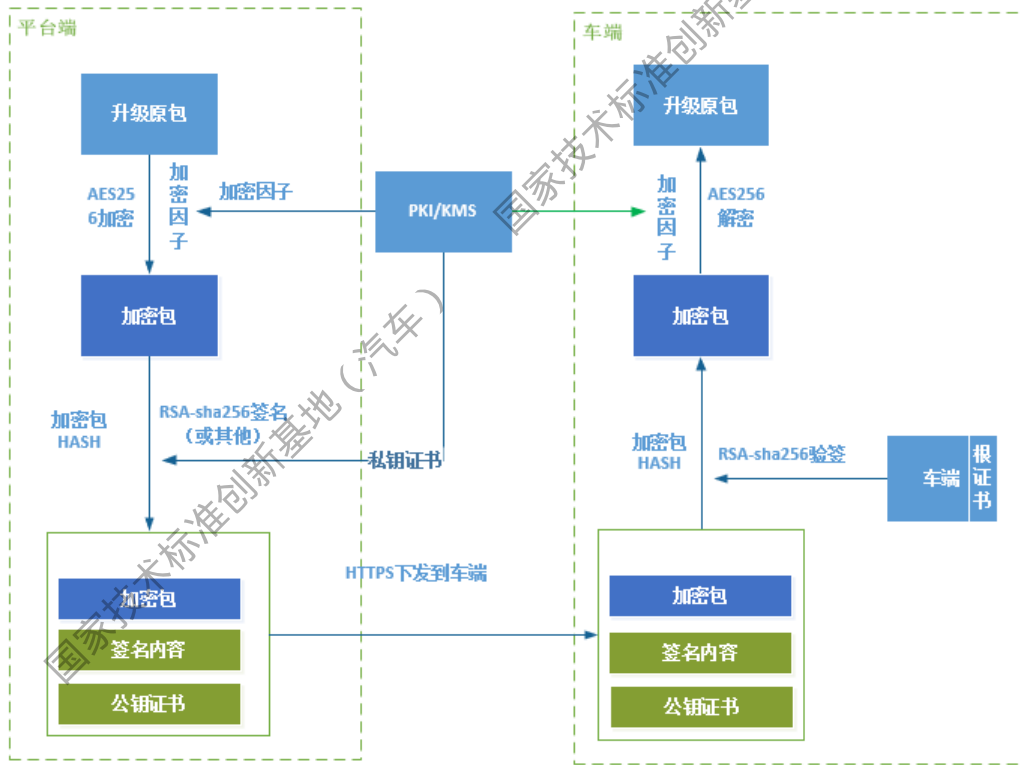 平台端
升级原包
AES25
6加密
加
密
因
子
加密因子
PKI/KMS
加密包
加密包
HASH
RSA-sha256签名
（或其他）
私钥证书
加密包
签名内容
公钥证书
HTTPS下发到车端
车端
升级原包
加
密
因
子
AES256
解密
加密包
加密包
HASH
RSA-sha256验签
车端
根
证
书
加密包
签名内容
公钥证书
国家技术标准创新基地（汽车）
国家技术标准创新基